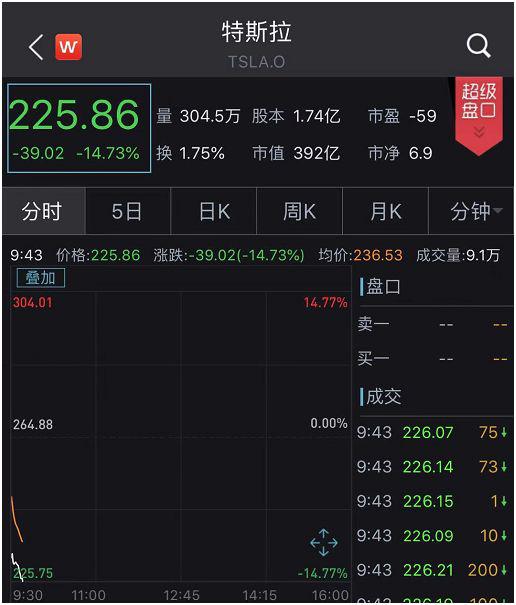 W
特斯拉
TSLA.O
225.86
-39.02 -14.73%
量 304.5万 股本 1.74亿 市盈 -59
换 1.75% 市值 392亿 市净 6.9
超级
盘口
分时 5日 日K 周K 月K 分钟
9:43 价格:225.86 涨跌:-39.02(-14.73%) 均价:236.53 成交量:9.1万
叠加
304.01 14.77%
264.88 0.00%
225.75 -14.77%
9:30 11:00 12:45 14:15 16:00
盘口
卖一 -- --
买一 -- --
成交
9:43 226.07 75↓
9:43 226.14 73↓
9:43 226.15 1↓
9:43 226.09 10↓
9:43 226.21 200↓